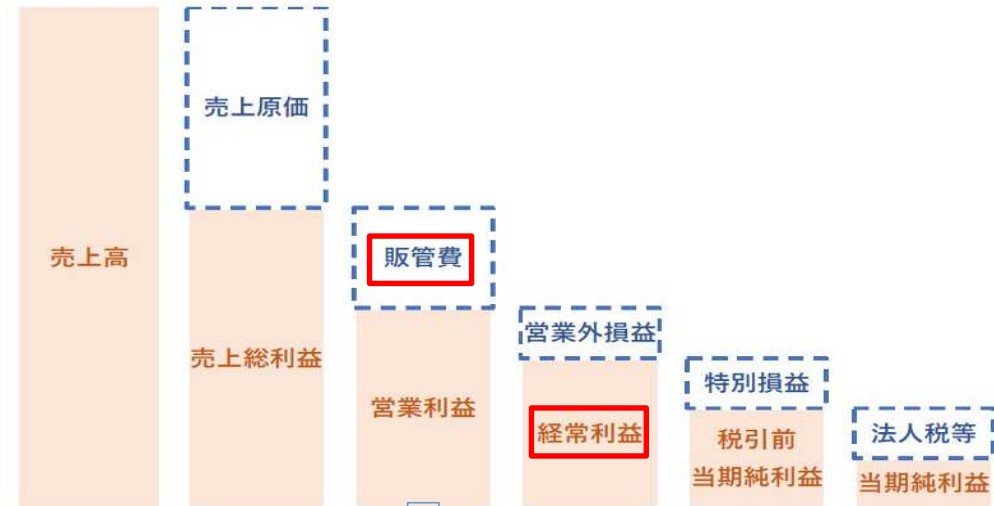 売上高
売上原価
売上総利益
販管費
営業利益
営業外損益
経常利益
特別損益
税引前
当期純利益
法人税等
当期純利益